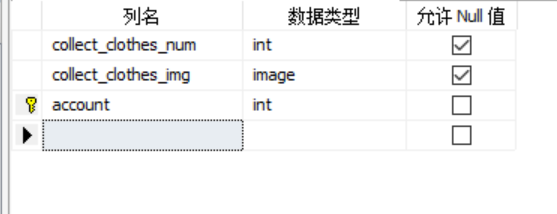 列名 数据类型 允许 Null 值
collect_clothes_num int
collect_clothes_img image
account int